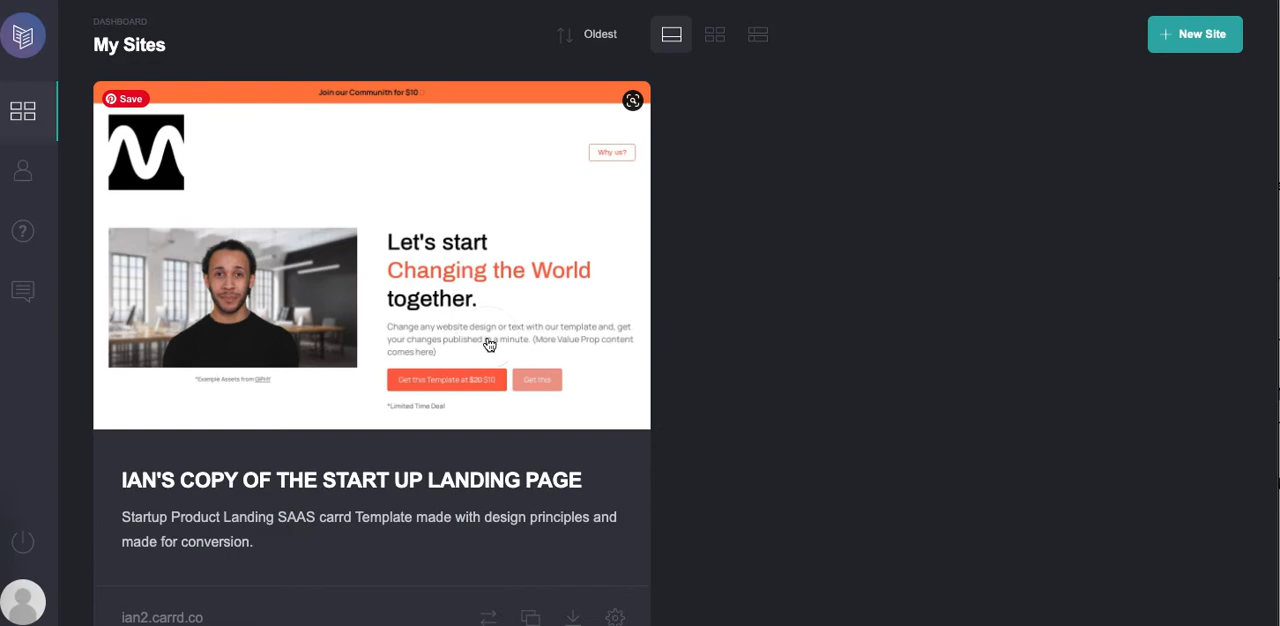 DASHBOARD
My Sites
Oldest
+ New Site
Join our Communith for $10
Save
Why us?
Let's start
Changing the World
together.
Change any website design or text with our template and, get
your changes published in a minute. (More Value Prop content
comes here)
*Example Assets from GIPHY
Get this Template at $20 $10
Get this
*Limited Time Deal
IAN'S COPY OF THE START UP LANDING PAGE
Startup Product Landing SAAS carrd Template made with design principles and
made for conversion.
ian2.carrd.co